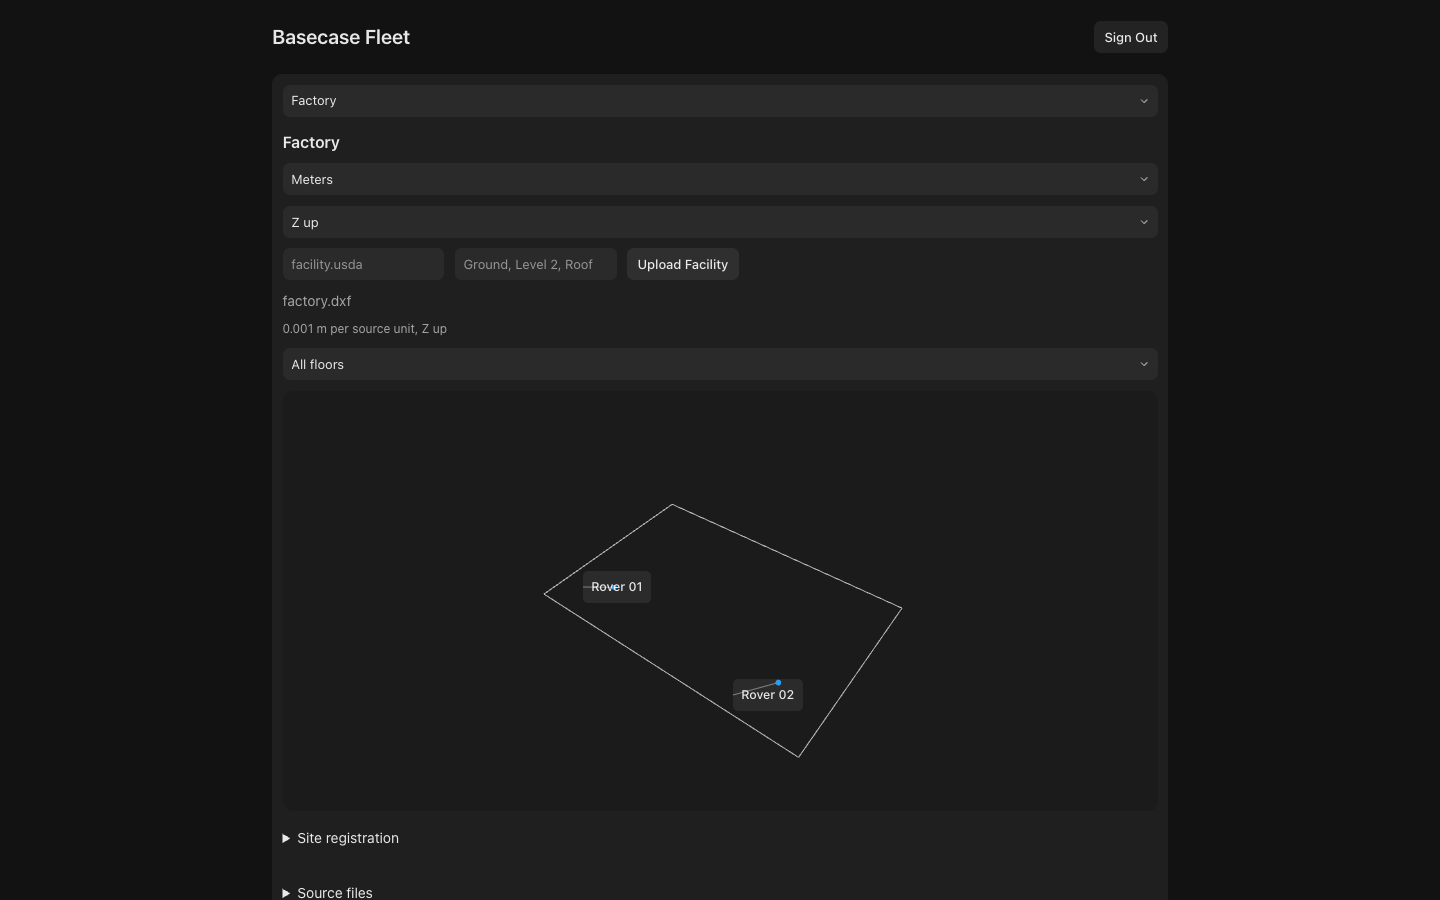 Basecase Fleet
Sign Out
Factory
Factory
Meters
Z up
facility.usda
Ground, Level 2, Roof
Upload Facility
factory.dxf
0.001 m per source unit, Z up
All floors
Rover 01
Rover 02
Site registration
Source files